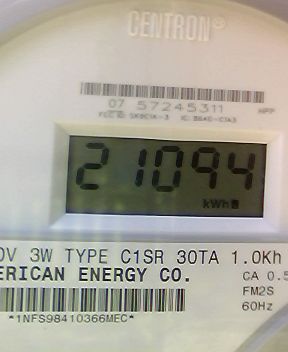 CENTRON®
07 57245311
21094
kWh
0V 3W TYPE C1SR 30TA 1.0Kh
ERICAN ENERGY CO.
CA 0.5
FM2S
60Hz
*1NFS98410366MEC*